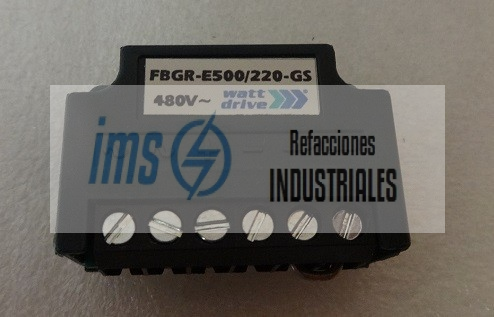 FBGR-E500/220-GS
480V~ watt drive
ims Refacciones
INDUSTRIALES